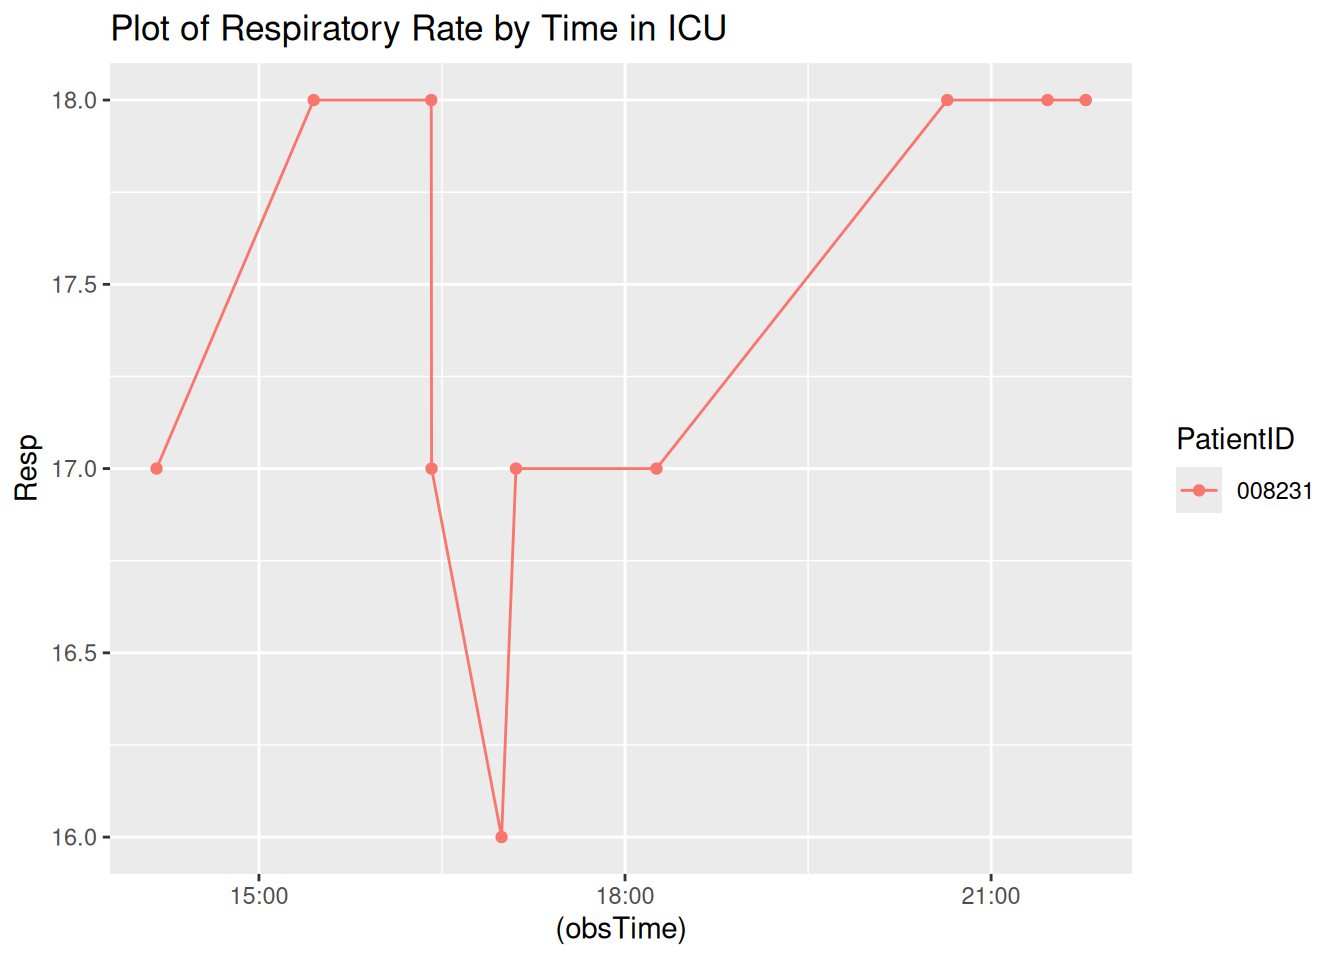 Plot of Respiratory Rate by Time in ICU
18.0
17.5
17.0
16.5
16.0
Resp
15:00
18:00
21:00
(obsTime)
PatientID
008231